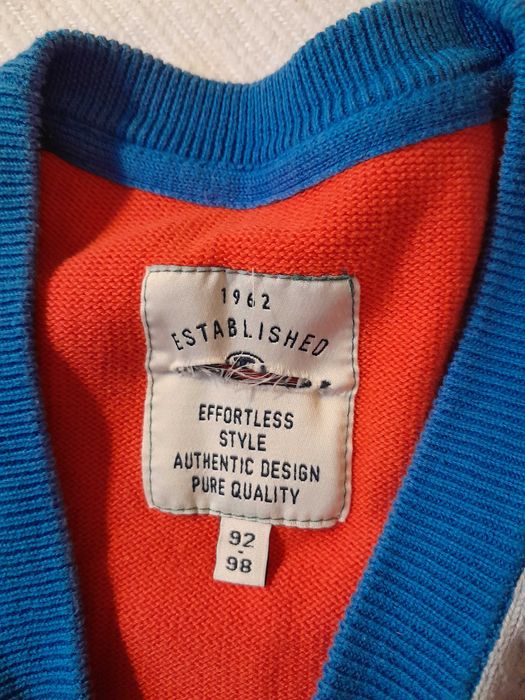 1962
ESTABLISHED
EFFORTLESS
STYLE
AUTHENTIC DESIGN
PURE QUALITY
92
-
98